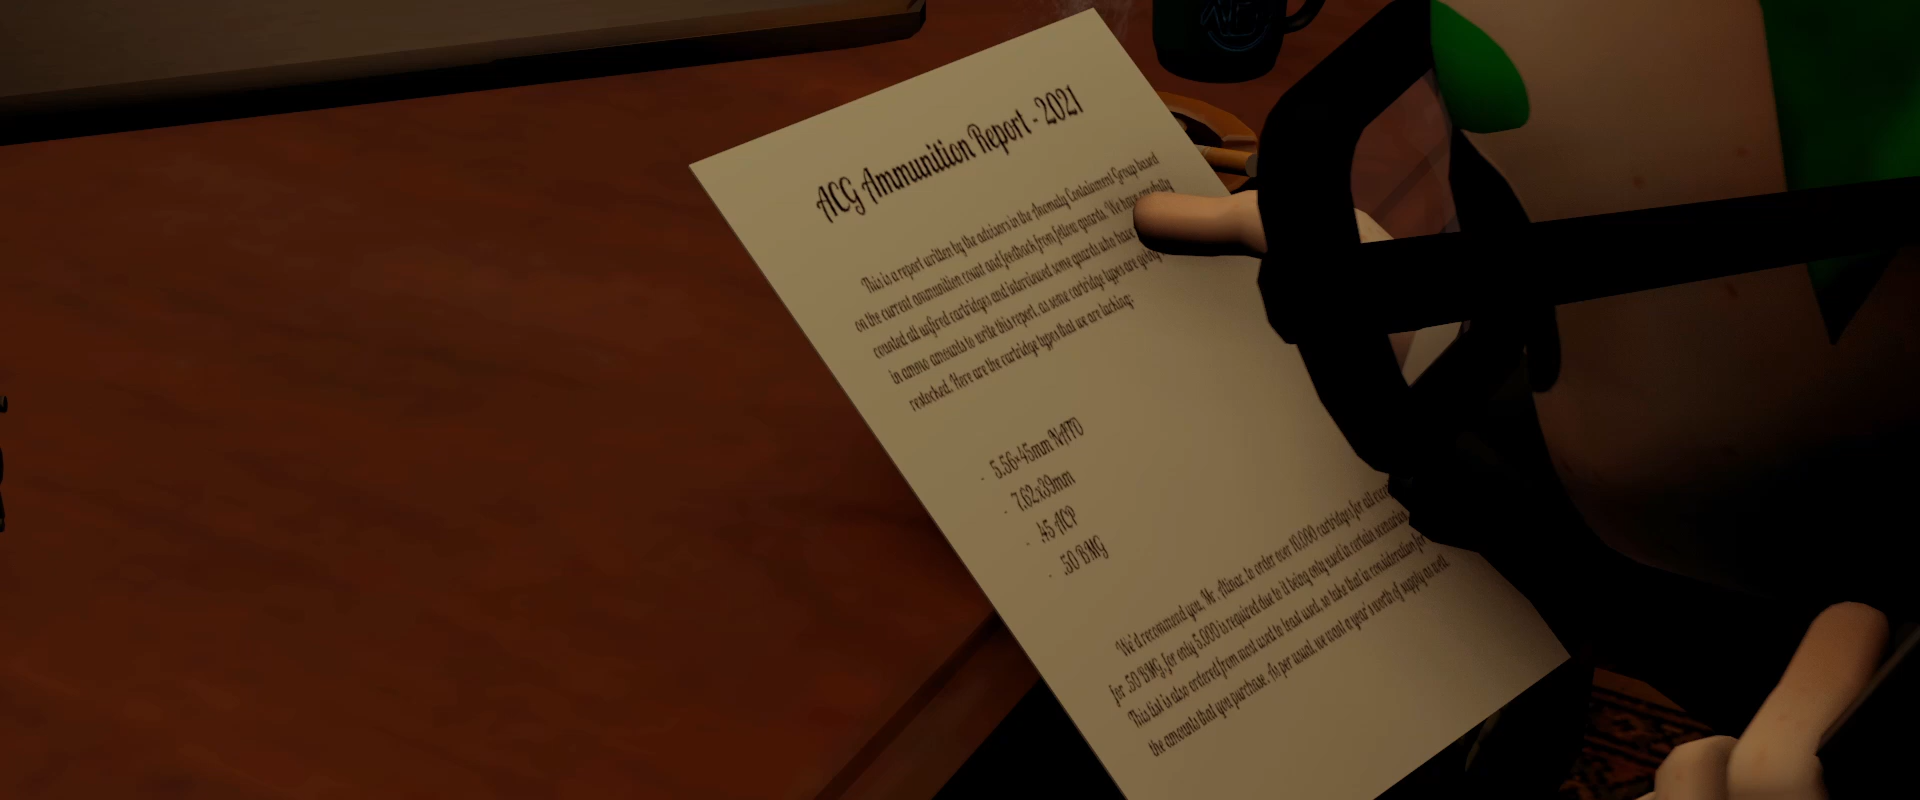 ACG Ammunition Report - 2021
This is a report written by the advisors in the Anomaly Containment Group based
on the current ammunition count and feedback from fellow guards. We have carefully
counted all unfired cartridges and interviewed some guards who have
in ammo amounts to write this report, as some cartridge types are
restocked. Here are the cartridge types that we are lacking:
- 5.56×45mm NATO
- 7.62x39mm
- .45 ACP
- .50 BMG
We'd recommend you, Mr. to order over 10,000 cartridges for all
for .50 BMG, for only 5,000 is required due to it being only used in certain scenarios.
This list is also ordered from most used to least used, so take that in consideration for
the amounts that you purchase. As per usual, we want a year's worth of supply as well.